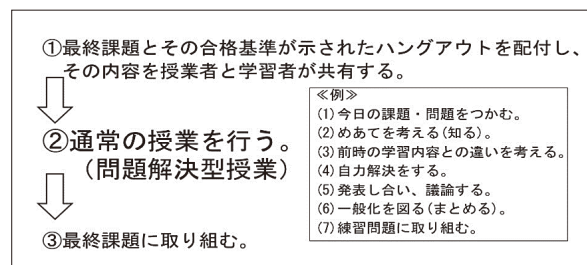 ①最終課題とその合格基準が示されたハングアウトを配付し、
その内容を授業者と学習者が共有する。
②通常の授業を行う。
（問題解決型授業）
≪例≫
(1)今日の課題・問題をつかむ。
(2)めあてを考える(知る)。
(3)前時の学習内容との違いを考える。
(4)自力解決をする。
(5)発表し合い、議論する。
(6)一般化を図る(まとめる)。
(7)練習問題に取り組む。
③最終課題に取り組む。